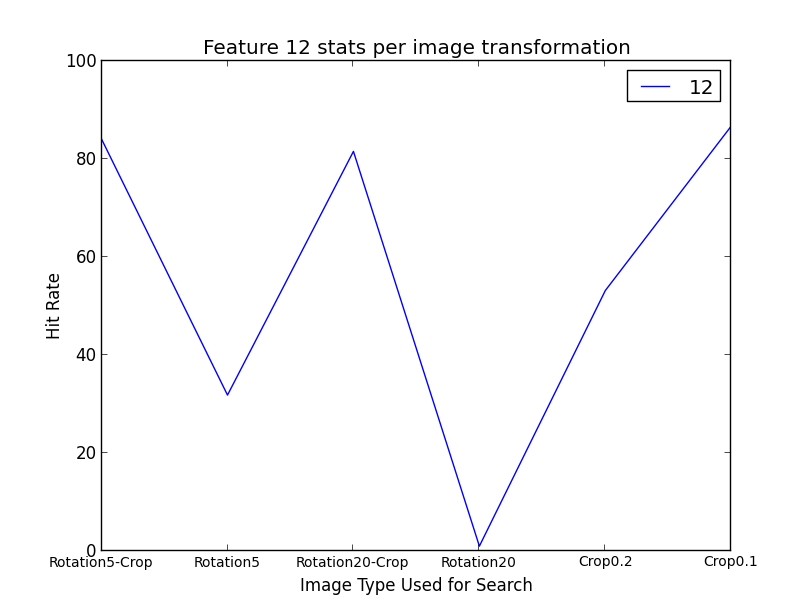 Feature 12 stats per image transformation
100
12
80
60
40
20
0
Hit Rate
Rotation5-Crop Rotation5 Rotation20-Crop Rotation20 Crop0.2 Crop0.1
Image Type Used for Search